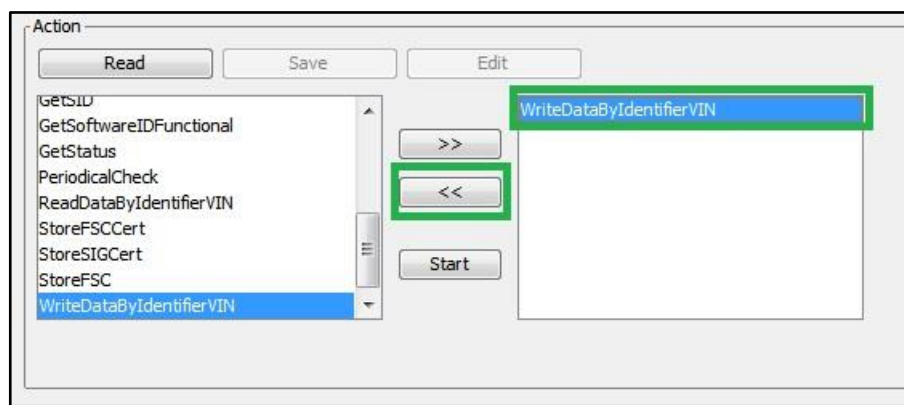 Action
Read
Save
Edit
GetSID
GetSoftwareIDFunctional
GetStatus
PeriodicalCheck
ReadDataByIdentifierVIN
StoreFSCCert
StoreSIGCert
StoreFSC
WriteDataByIdentifierVIN
>>
<<
Start
WriteDataByIdentifierVIN